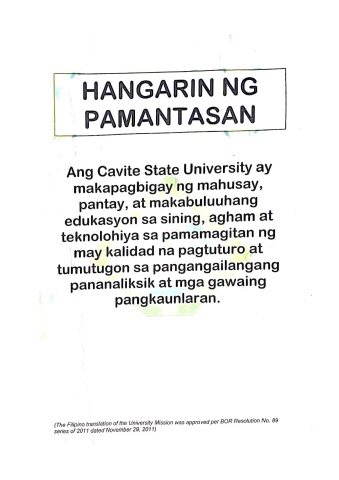 HANGARIN NG
PAMANTASAN
Ang Cavite State University ay
makapagbigay ng mahusay,
pantay, at makabuluuhang
edukasyon sa sining, agham at
teknolohiya sa pamamagitan ng
may kalidad na pagtuturo at
tumutugon sa pangangailangang
pananaliksik at mga gawaing
pangkaunlaran.
(The Filipino translation of the University Mission was approved per BOR Resolution No. 89
series of 2011 dated November 29, 2011)